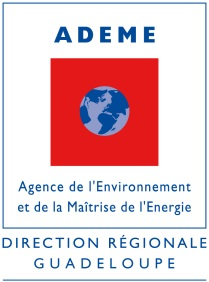 ADEME
Agence de l'Environnement
et de la Maîtrise de l'Energie
DIRECTION RÉGIONALE
GUADELOUPE